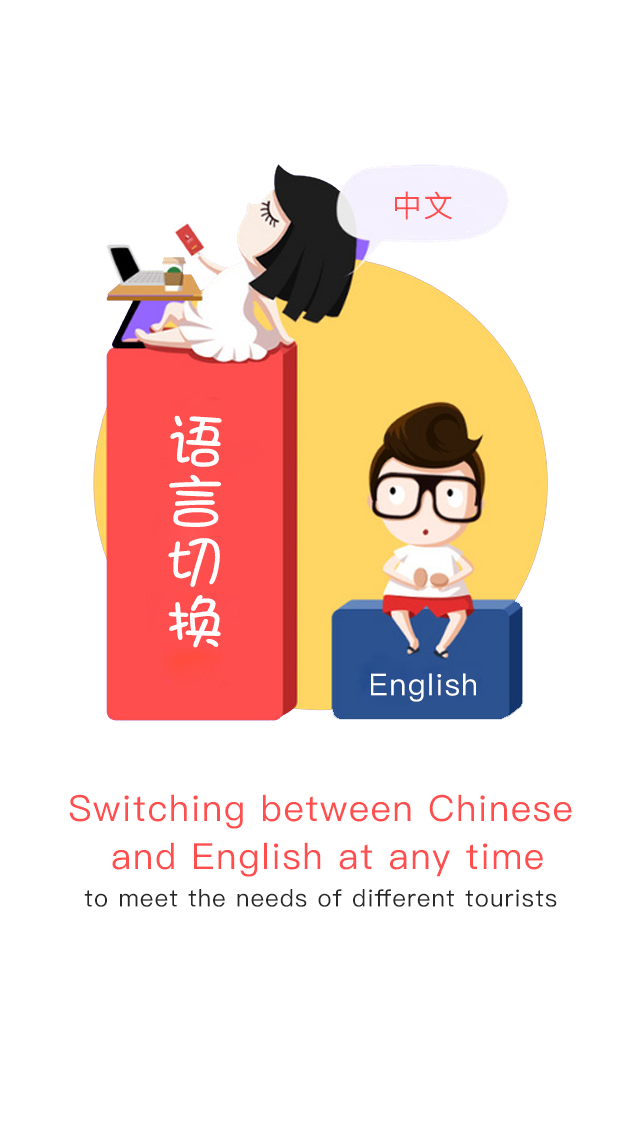 中文
语言切换
English
Switching between Chinese
and English at any time
to meet the needs of different tourists